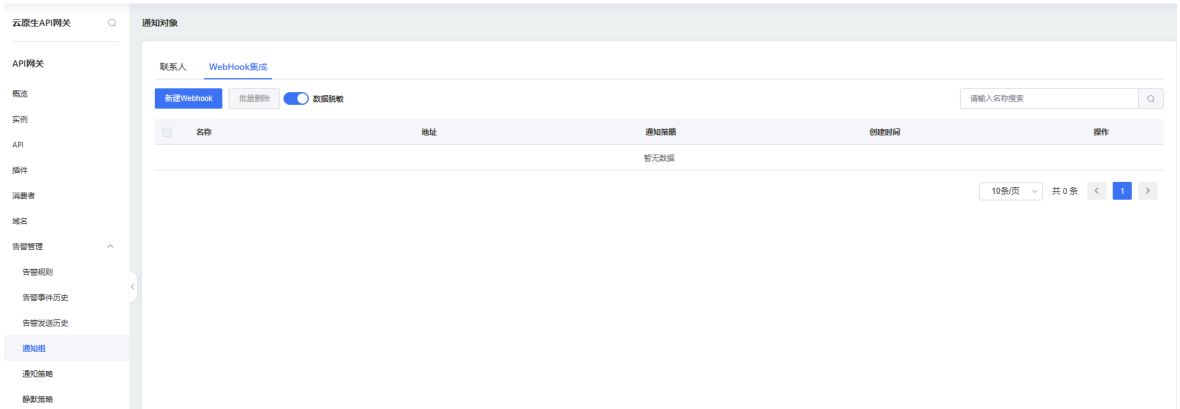 云原生API网关
通知对象
API网关
概览
实例
API
插件
消费者
域名
告警管理
告警规则
告警事件历史
告警发送历史
通知组
通知策略
静默策略
联系人 WebHook集成
新建Webhook 批量删除 数据脱敏 请输入名称搜索
名称 地址 通知策略 创建时间 操作
暂无数据
10条/页 共 0 条 < 1 >